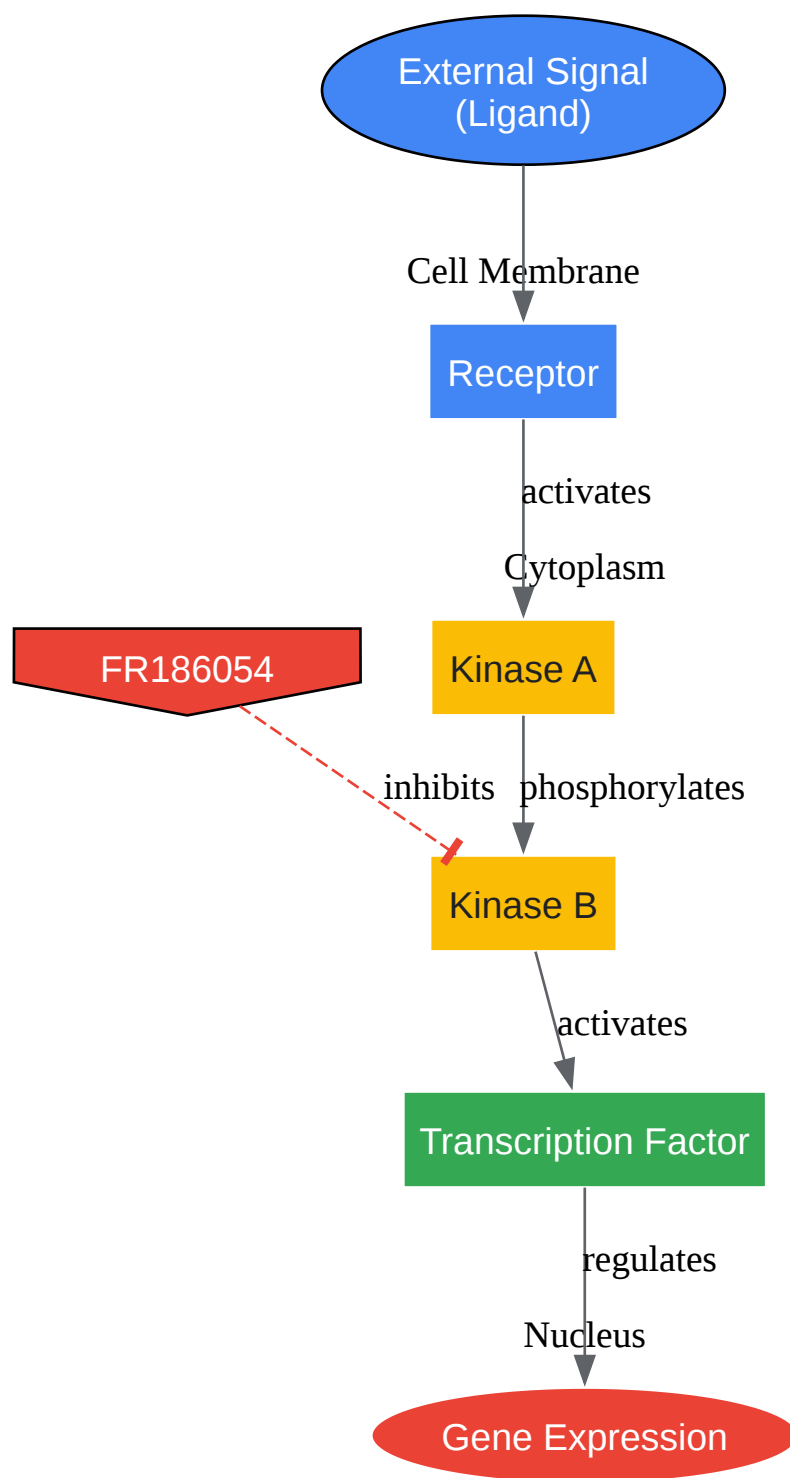 External Signal
(Ligand)
Cell Membrane
Receptor
activates
Cytoplasm
FR186054
Kinase A
inhibits
phosphorylates
Kinase B
activates
Transcription Factor
regulates
Nucleus
Gene Expression